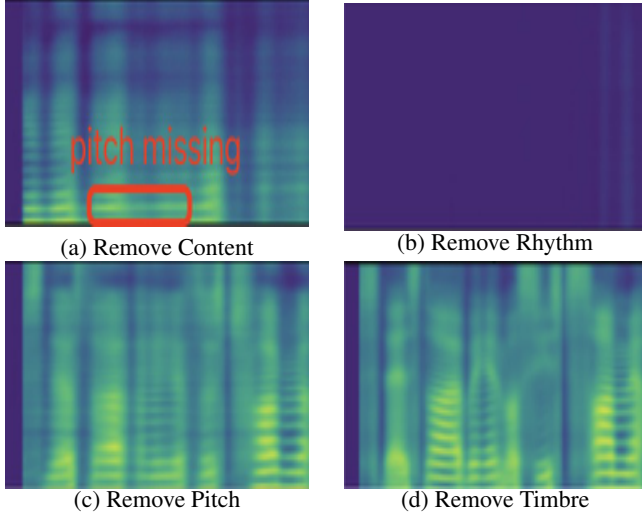 pitch missing
(a) Remove Content
(b) Remove Rhythm
(c) Remove Pitch
(d) Remove Timbre